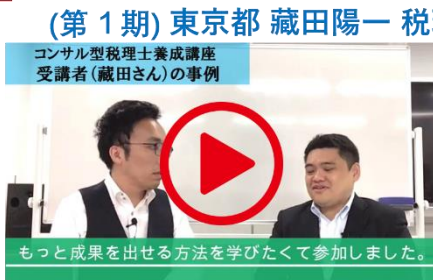 (第1期) 東京都 藏田陽一 税
コンサル型税理士養成講座
受講者(藏田さん)の事例
もっと成果を出せる方法を学びたくて参加しました。